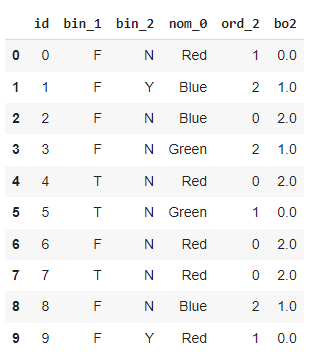 id bin_1 bin_2 nom_0 ord_2 bo2
0 0 F N Red 1 0.0
1 1 F Y Blue 2 1.0
2 2 F N Blue 0 2.0
3 3 F N Green 2 1.0
4 4 T N Red 0 2.0
5 5 T N Green 1 0.0
6 6 F N Red 0 2.0
7 7 T N Red 0 2.0
8 8 F N Blue 2 1.0
9 9 F Y Red 1 0.0